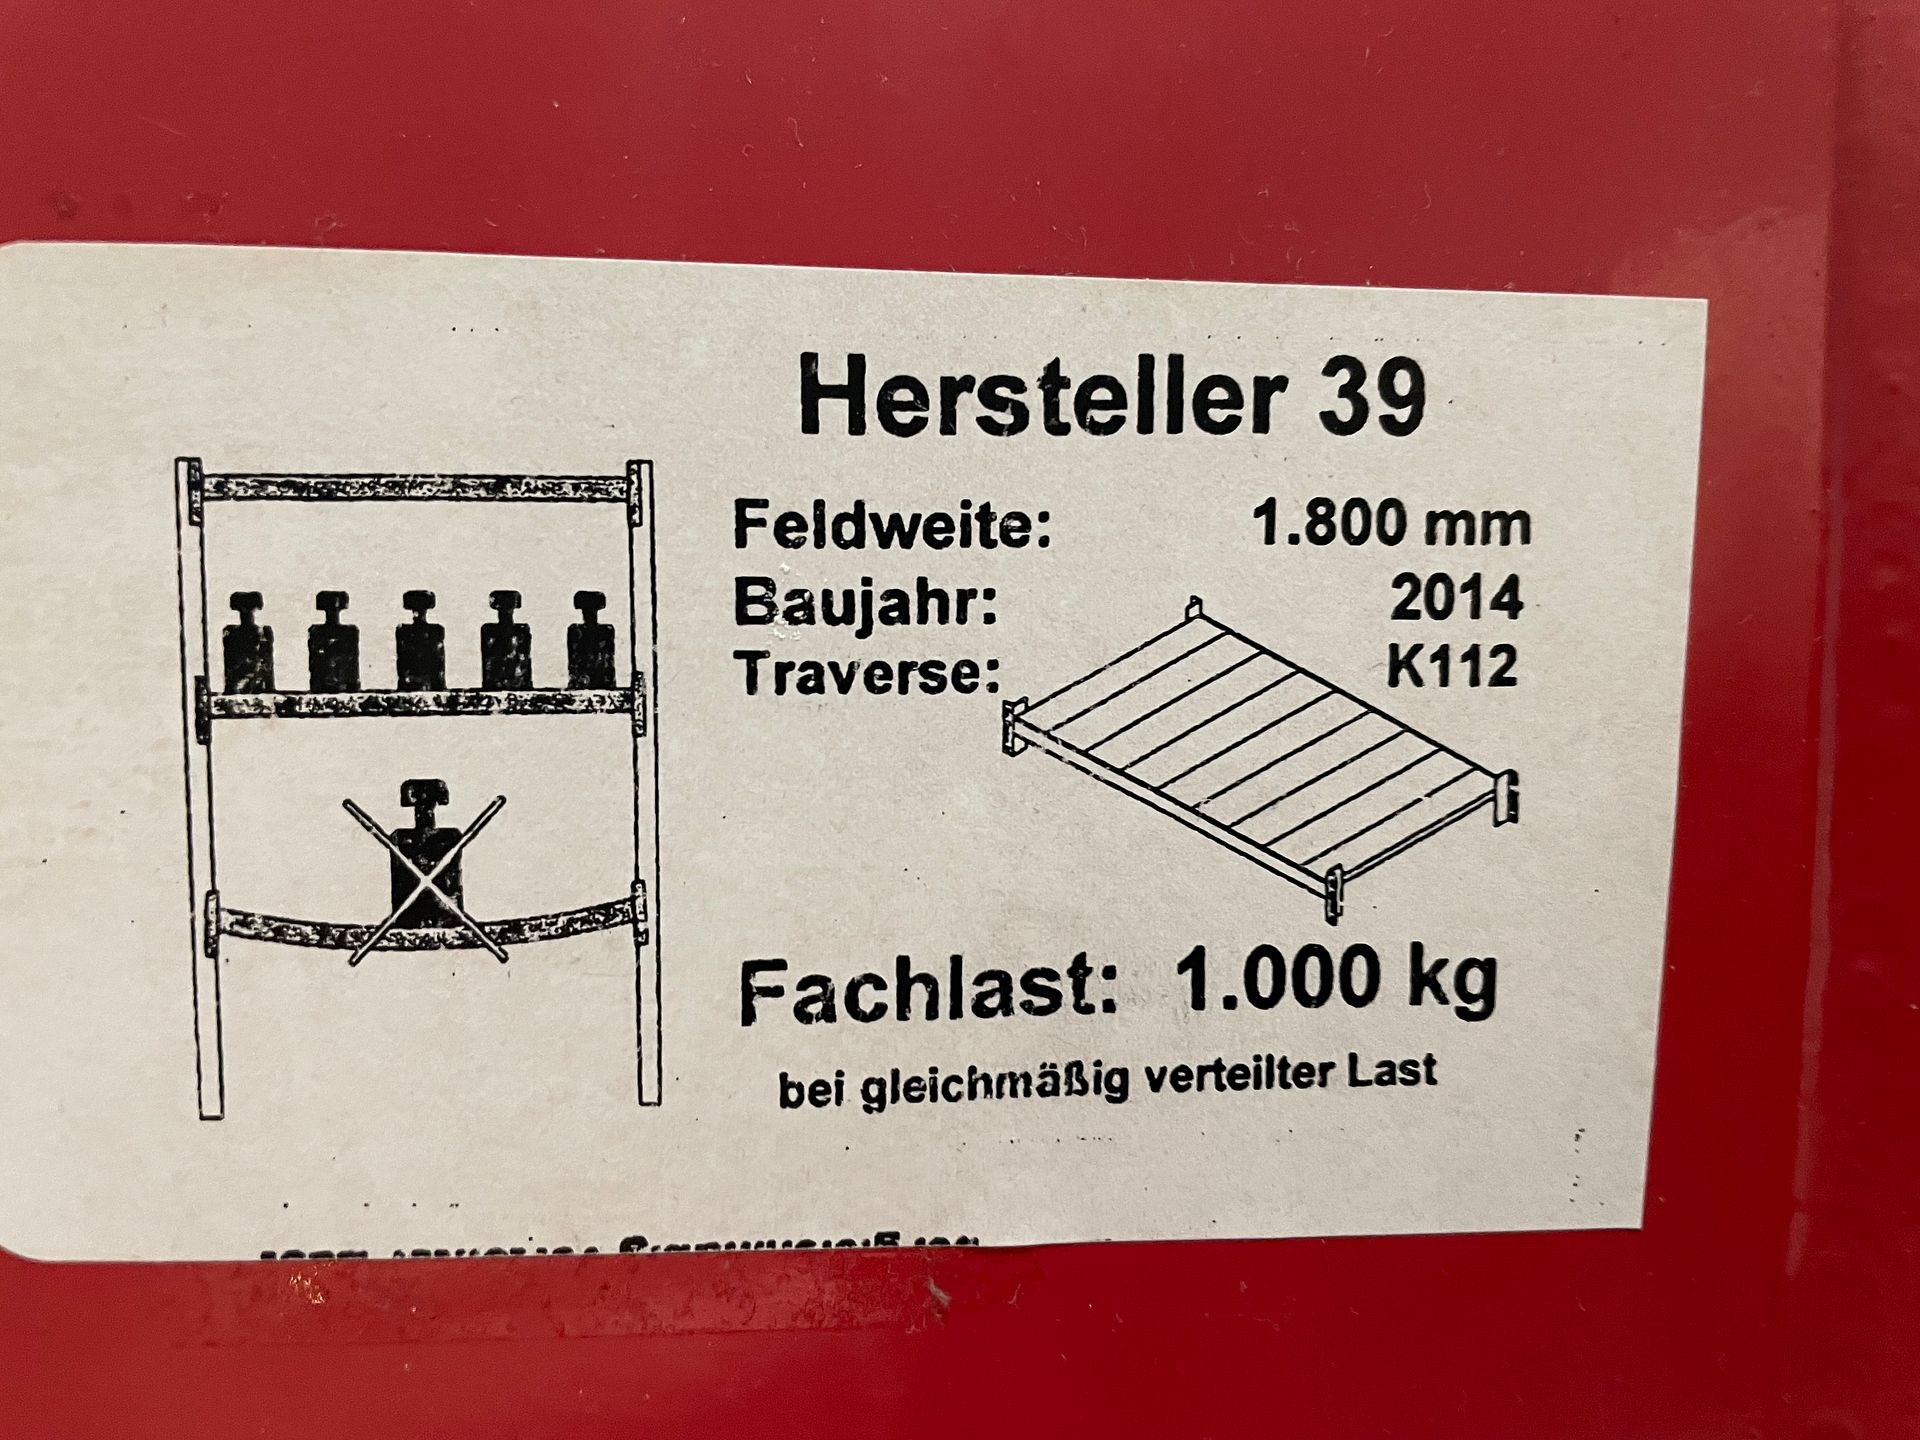 Hersteller 39
Feldweite: 1.800 mm
Baujahr: 2014
Traverse: K112
Fachlast: 1.000 kg
bei gleichmäßig verteilter Last